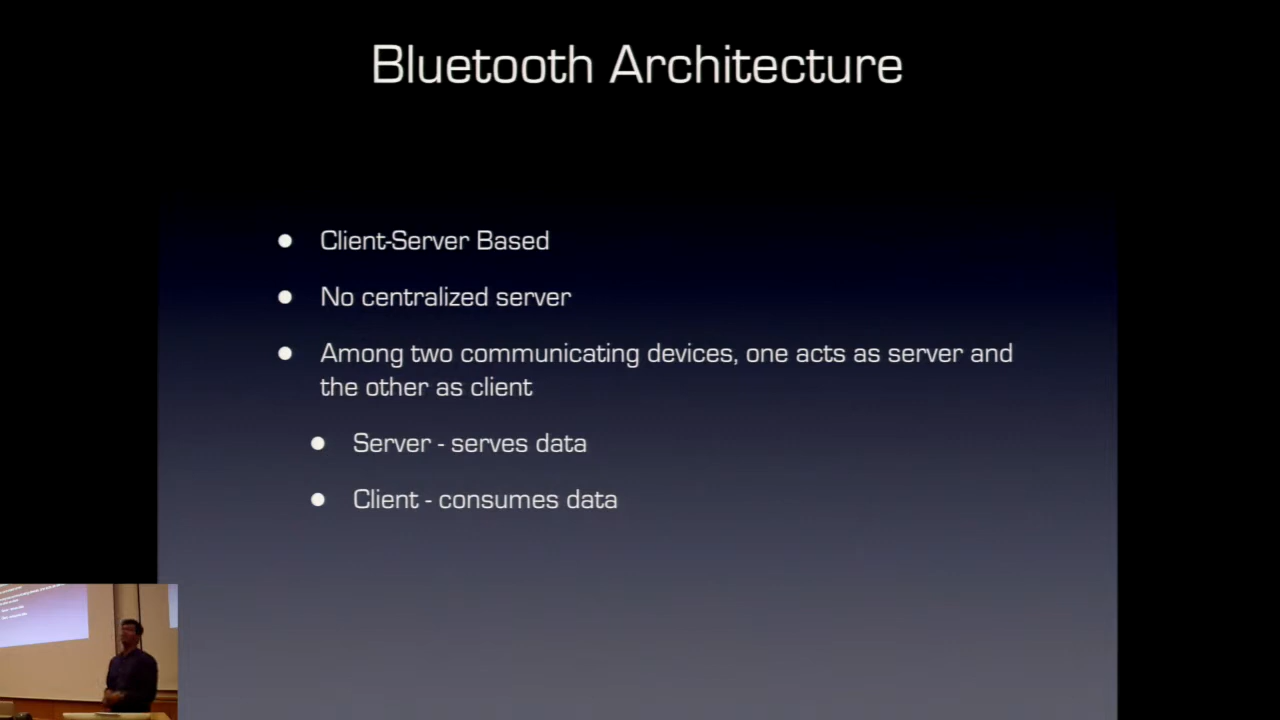 Bluetooth Architecture
Client-Server Based
No centralized server
Among two communicating devices, one acts as server and
the other as client
Server - serves data
Client - consumes data